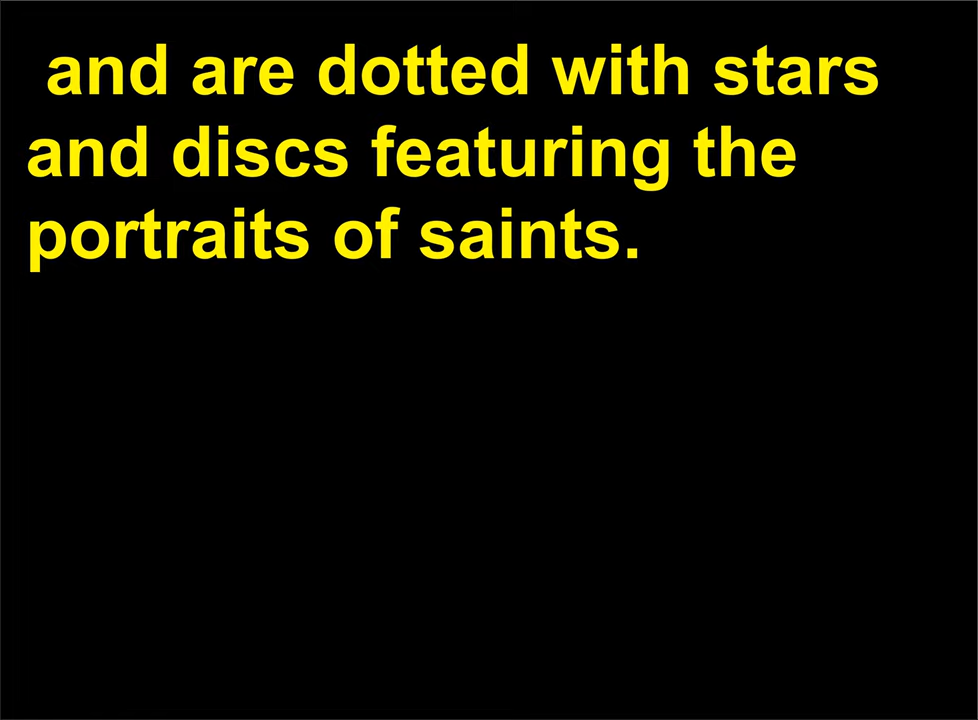 and are dotted with stars
and discs featuring the
portraits of saints.